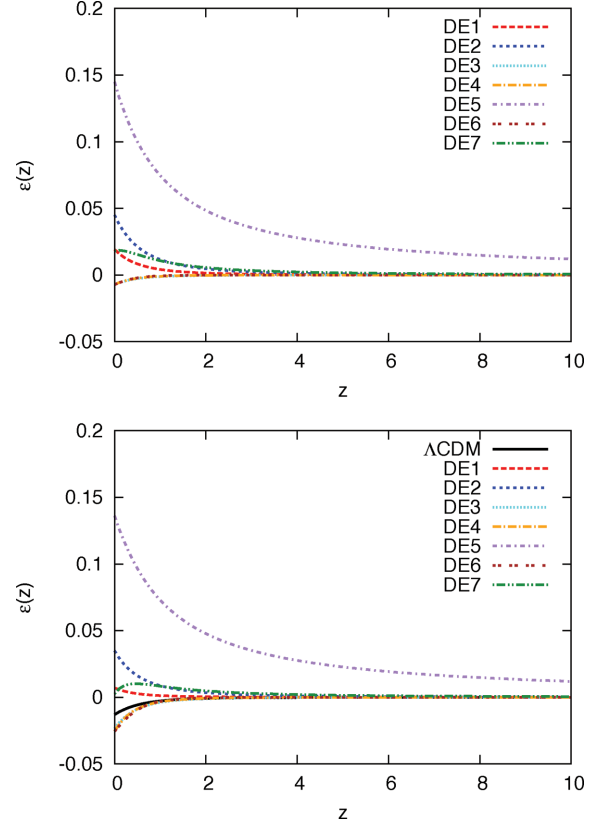 0.2
0.15
0.1
0.05
0
-0.05
ε(z)
DE1
DE2
DE3
DE4
DE5
DE6
DE7
0 2 4 6 8 10
z
0.2
0.15
0.1
0.05
0
-0.05
ε(z)
ΛCDM
DE1
DE2
DE3
DE4
DE5
DE6
DE7
0 2 4 6 8 10
z